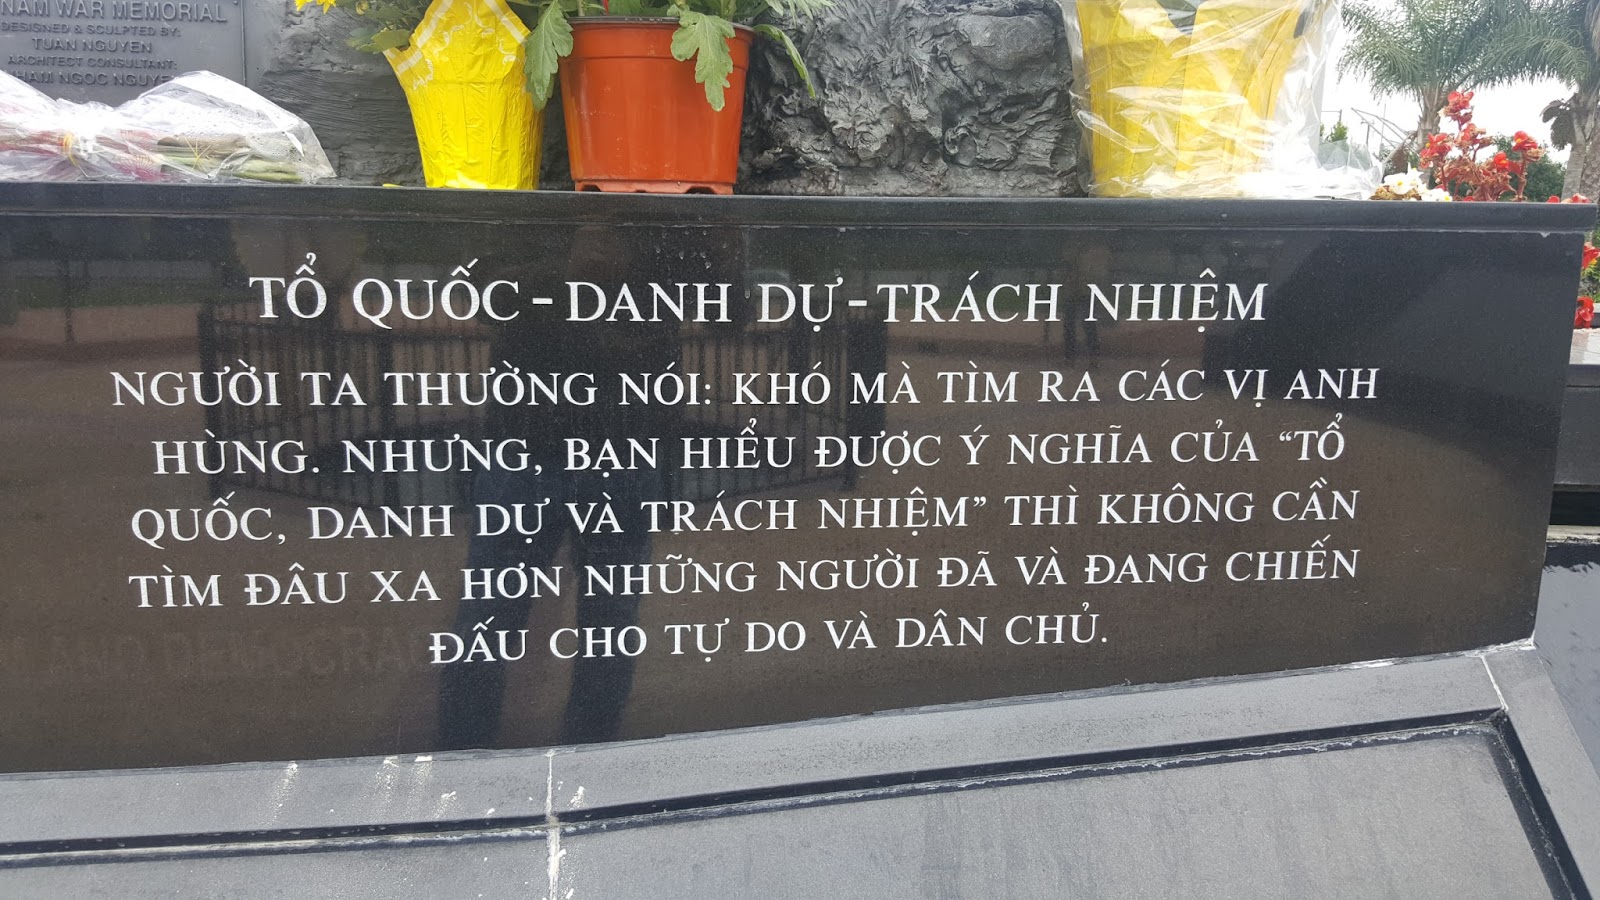 NAM WAR MEMORIAL
DESIGNED & SCULPTED BY:
TUAN NGUYEN
ARCHITECT CONSULTANT:
HAM NGOC NGUYE
TỔ QUỐC - DANH DỰ - TRÁCH NHIỆM
NGƯỜI TA THƯỜNG NÓI: KHÓ MÀ TÌM RA CÁC VỊ ANH
HÙNG. NHƯNG, BẠN HIỂU ĐƯỢC Ý NGHĨA CỦA “TỔ
QUỐC, DANH DỰ VÀ TRÁCH NHIỆM” THÌ KHÔNG CẦN
TÌM ĐÂU XA HƠN NHỮNG NGƯỜI ĐÃ VÀ ĐANG CHIẾN
ĐẤU CHO TỰ DO VÀ DÂN CHỦ.